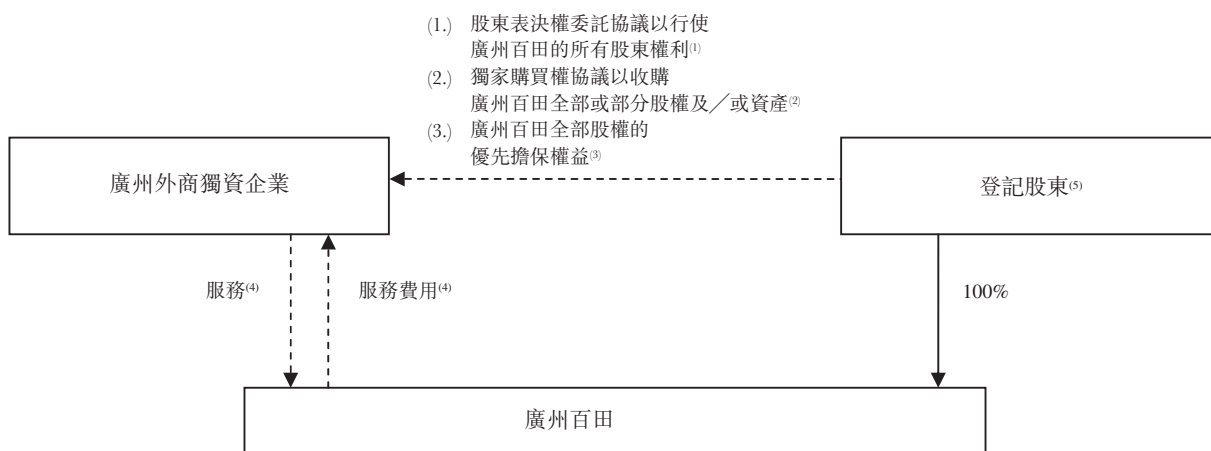 (1.) 股東表決權委託協議以行使
廣州百田的所有股東權利(1)
(2.) 獨家購買權協議以收購
廣州百田全部或部分股權及／或資產(2)
(3.) 廣州百田全部股權的
優先擔保權益(3)
廣州外商獨資企業
登記股東(5)
服務(4)
服務費用(4)
100%
廣州百田